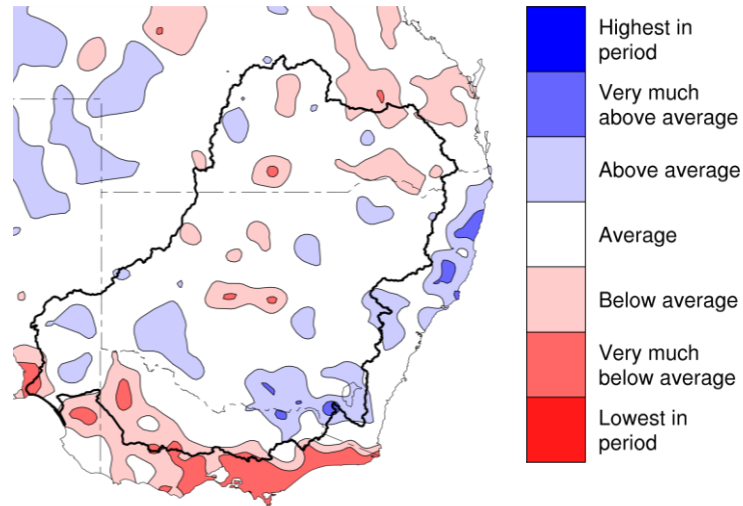 Highest in
period
Very much
above average
Above average
Average
Below average
Very much
below average
Lowest in
period